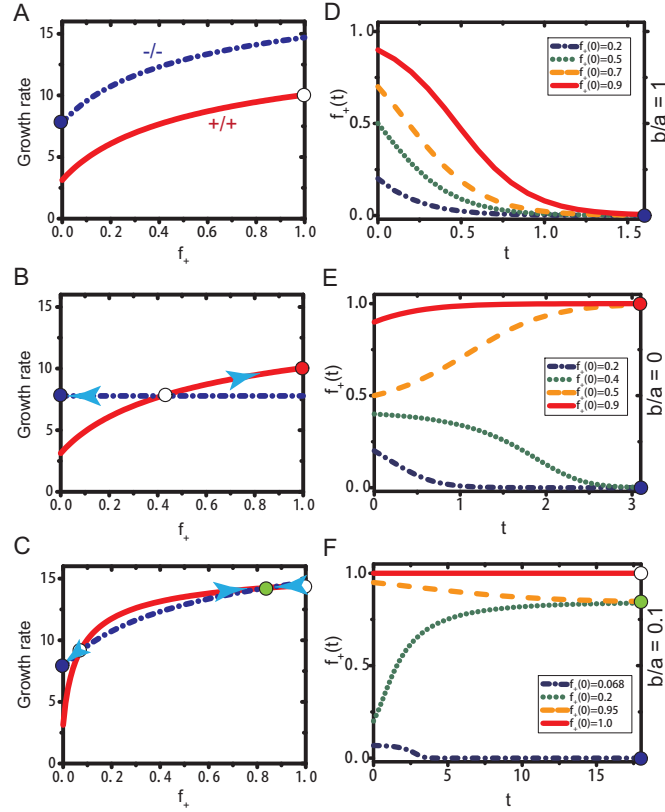 A
Growth rate
15
10
5
0
-/-
+/+
0.0 0.2 0.4 0.6 0.8 1.0
f+
B
Growth rate
15
10
5
0
0.0 0.2 0.4 0.6 0.8 1.0
f+
C
Growth rate
15
10
5
0
0.0 0.2 0.4 0.6 0.8 1.0
f+
D
f+(t)
1.0
0.5
0.0
f+(0)=0.2
f+(0)=0.5
f+(0)=0.7
f+(0)=0.9
0.0 0.5 1.0 1.5
t
b/a = 1
E
f+(t)
1.0
0.5
0.0
f+(0)=0.2
f+(0)=0.4
f+(0)=0.5
f+(0)=0.9
0 1 2 3
t
b/a = 0
F
f+(t)
1.0
0.5
0.0
f+(0)=0.068
f+(0)=0.2
f+(0)=0.95
f+(0)=1.0
0 5 10 15
t
b/a = 0.1